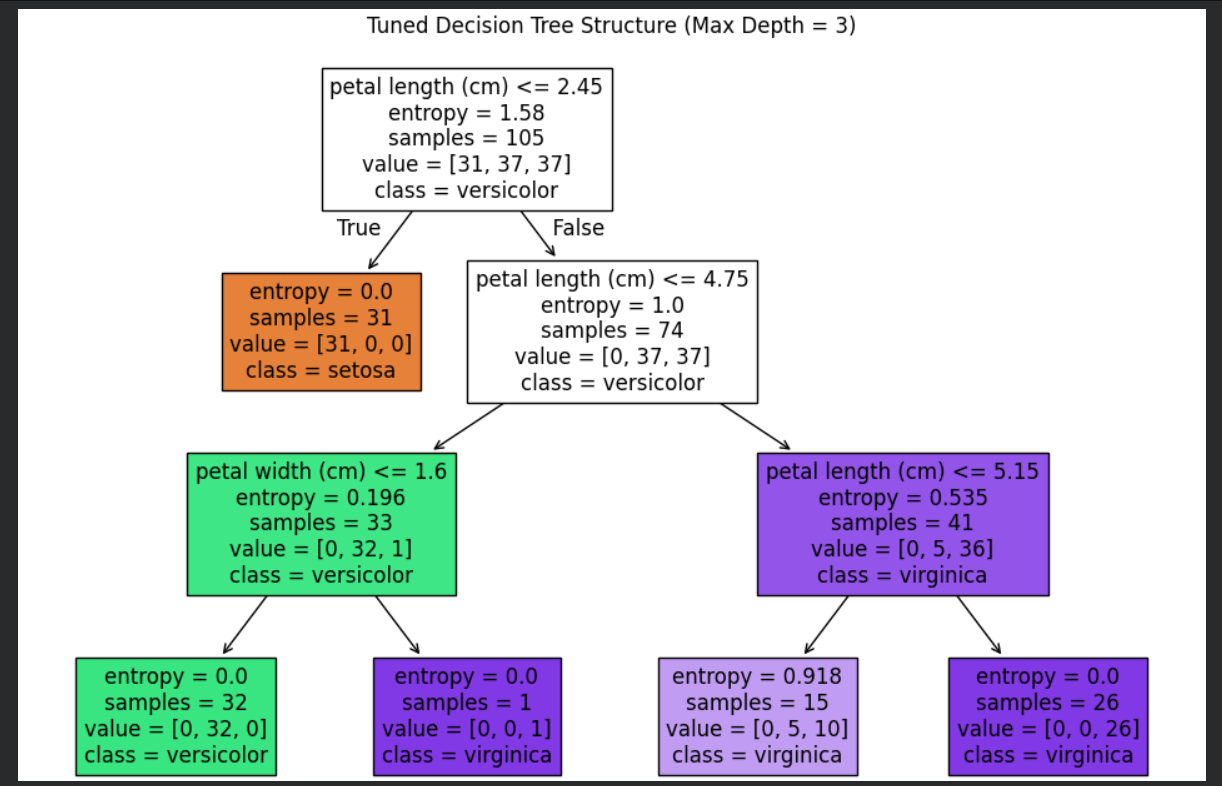 Tuned Decision Tree Structure (Max Depth = 3)
petal length (cm) <= 2.45
entropy = 1.58
samples = 105
value = [31, 37, 37]
class = versicolor
True
False
entropy = 0.0
samples = 31
value = [31, 0, 0]
class = setosa
petal length (cm) <= 4.75
entropy = 1.0
samples = 74
value = [0, 37, 37]
class = versicolor
petal width (cm) <= 1.6
entropy = 0.196
samples = 33
value = [0, 32, 1]
class = versicolor
petal length (cm) <= 5.15
entropy = 0.535
samples = 41
value = [0, 5, 36]
class = virginica
entropy = 0.0
samples = 32
value = [0, 32, 0]
class = versicolor
entropy = 0.0
samples = 1
value = [0, 0, 1]
class = virginica
entropy = 0.918
samples = 15
value = [0, 5, 10]
class = virginica
entropy = 0.0
samples = 26
value = [0, 0, 26]
class = virginica